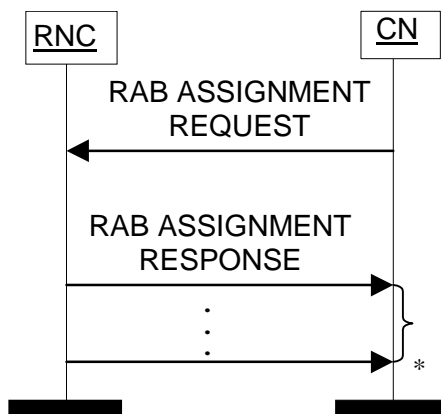 RNC
CN
RAB ASSIGNMENT
REQUEST
RAB ASSIGNMENT
RESPONSE
.
.
.
*